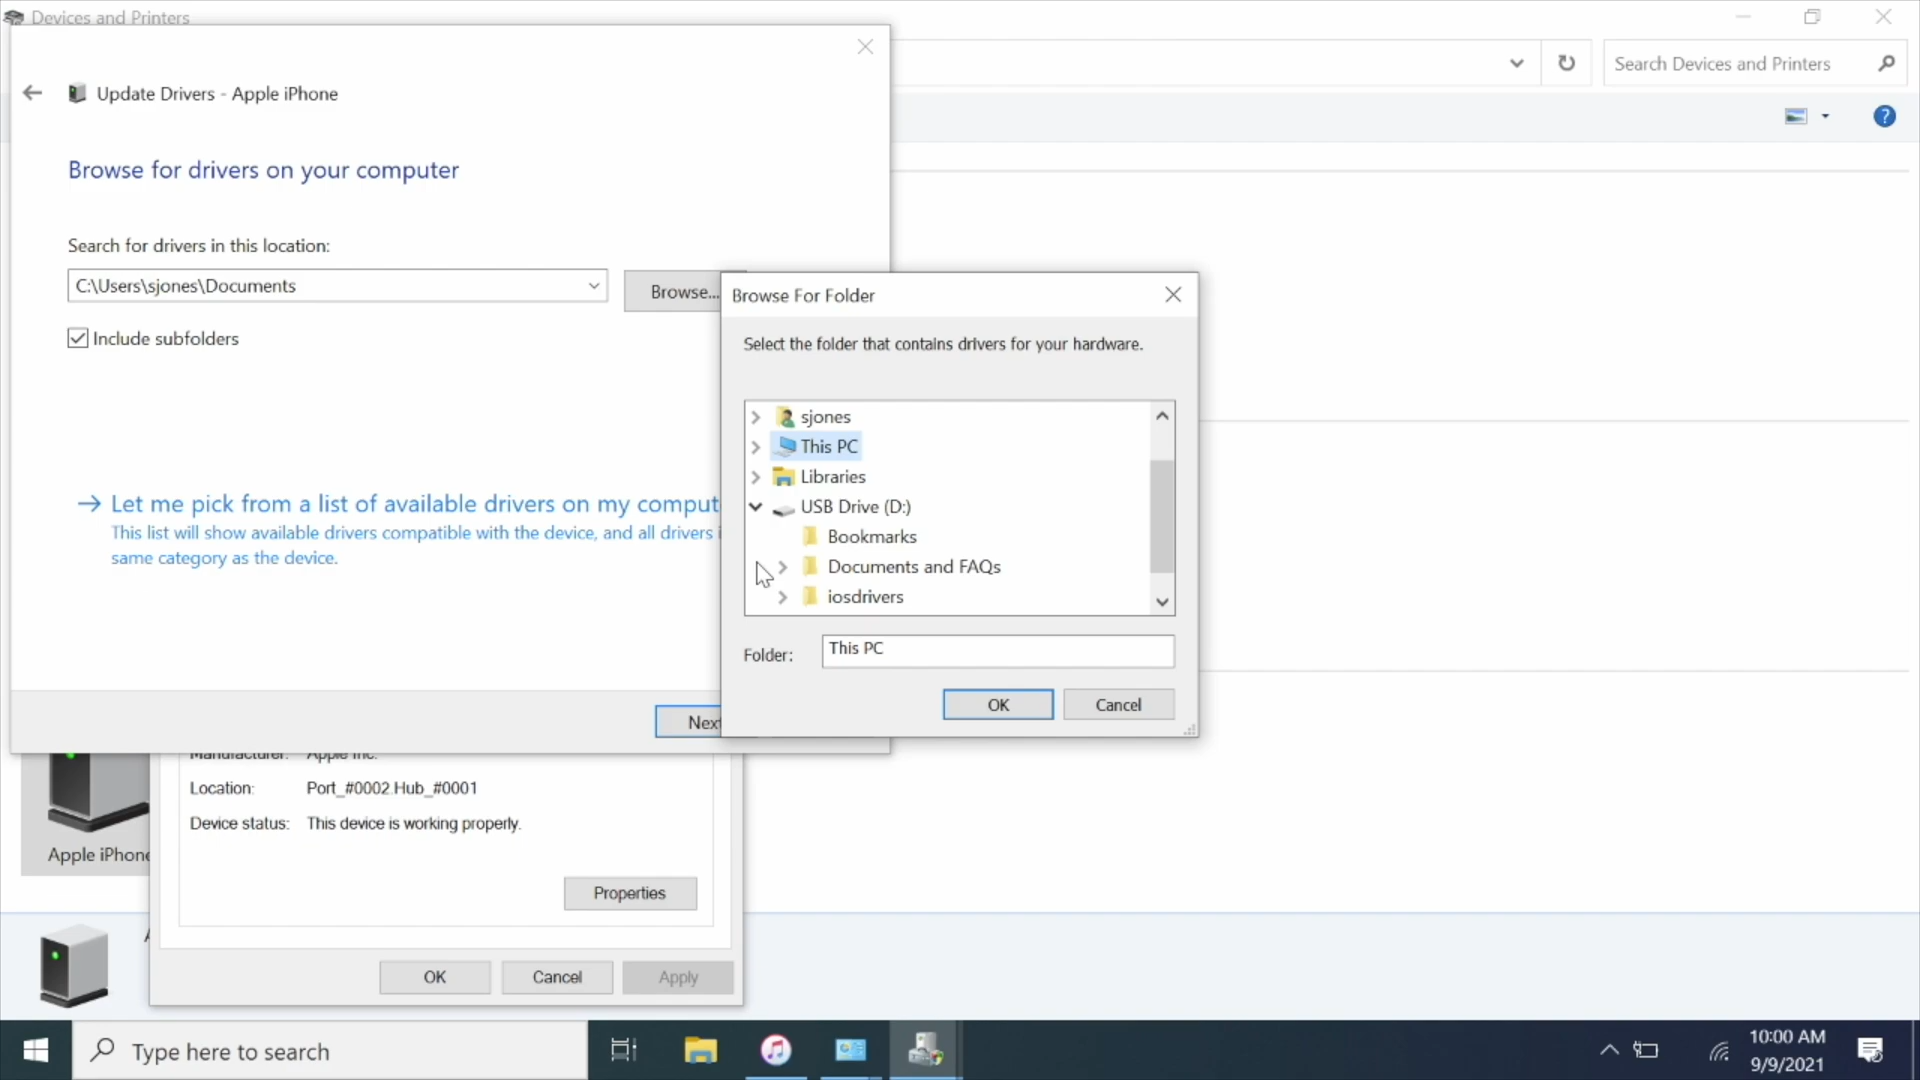 Devices and Printers
Search Devices and Printers
Update Drivers - Apple iPhone
Browse for drivers on your computer
Search for drivers in this location:
C:\Users\sjones\Documents
Browse...
Include subfolders
Let me pick from a list of available drivers on my comput
This list will show available drivers compatible with the device, and all drivers i
same category as the device.
Next
Browse For Folder
Select the folder that contains drivers for your hardware.
sjones
This PC
Libraries
USB Drive (D:)
Bookmarks
Documents and FAQs
iosdrivers
Folder: This PC
OK Cancel
Manufacturer: Apple Inc.
Location: Port_#0002.Hub_#0001
Device status: This device is working properly.
Apple iPhone
Properties
OK Cancel Apply
Type here to search
10:00 AM
9/9/2021